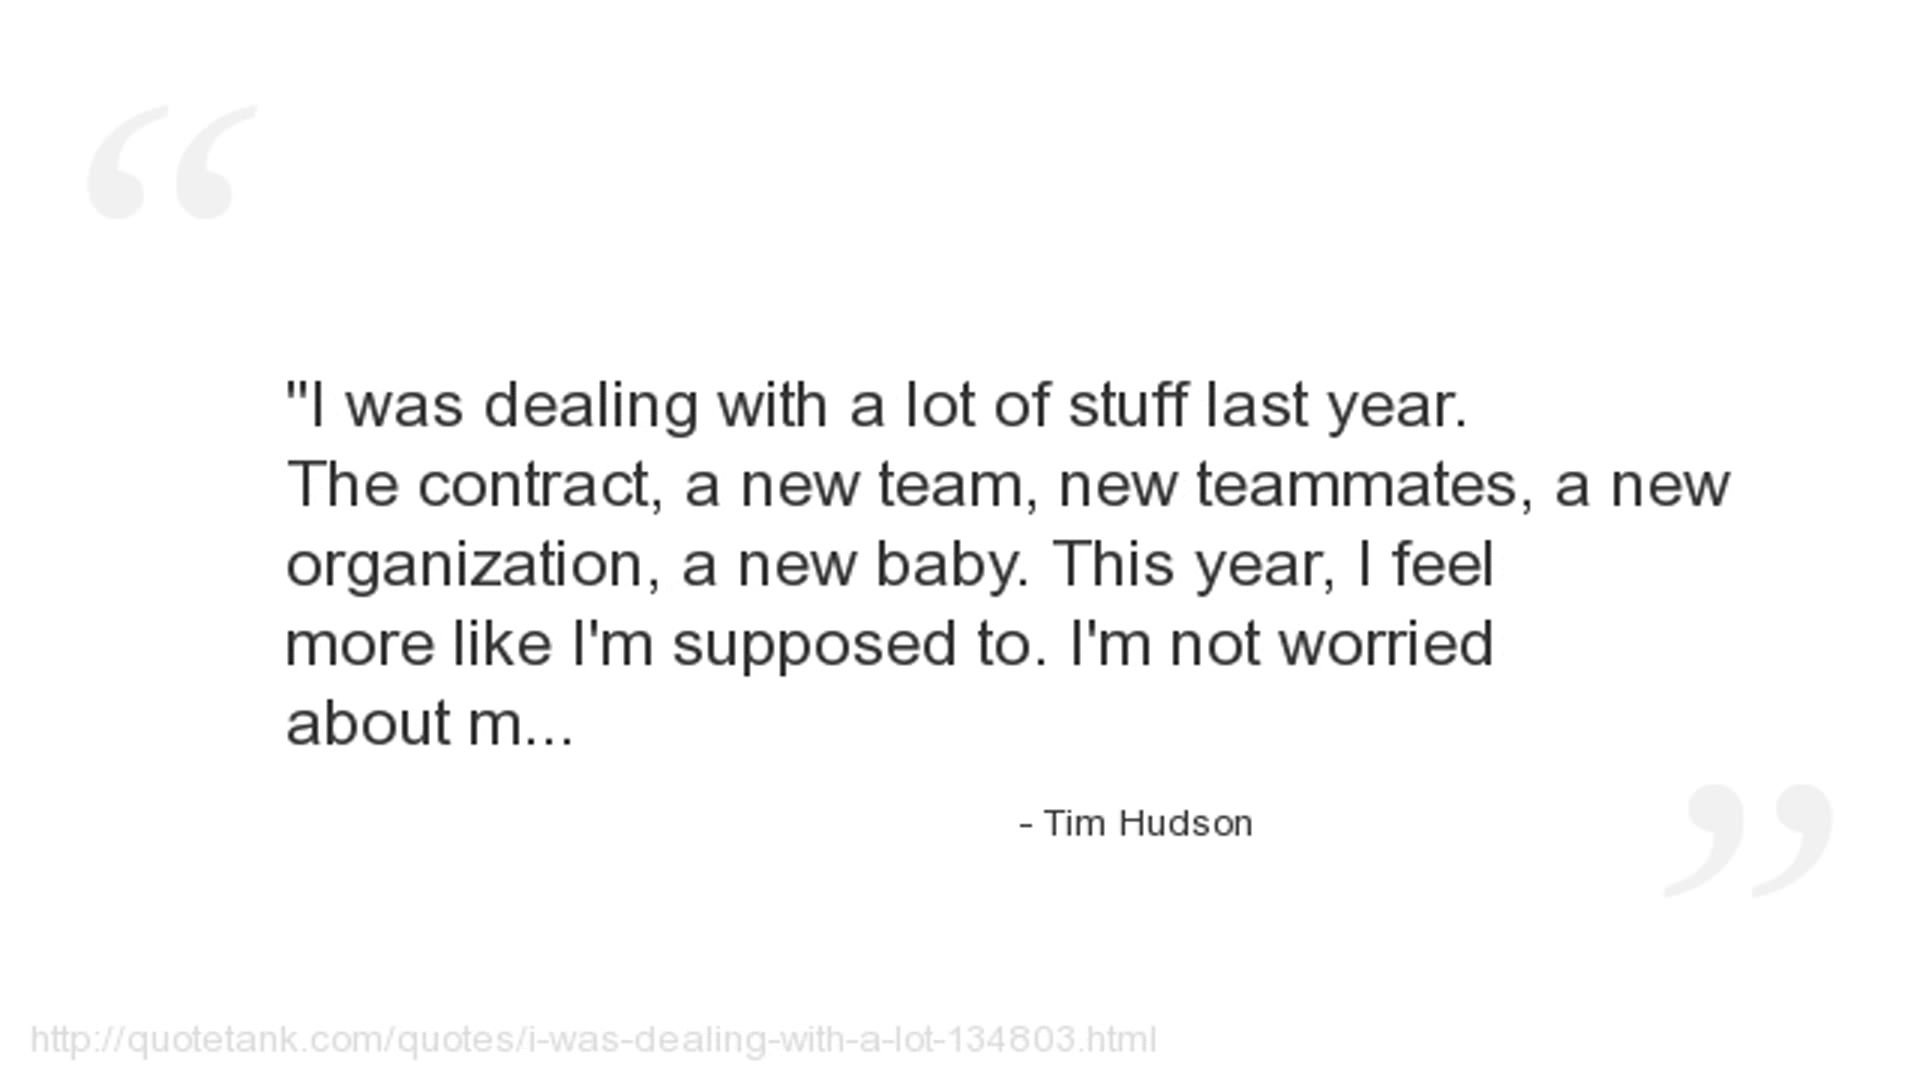 "I was dealing with a lot of stuff last year.
The contract, a new team, new teammates, a new
organization, a new baby. This year, I feel
more like I'm supposed to. I'm not worried
about m...
- Tim Hudson
http://quotetank.com/quotes/i-was-dealing-with-a-lot-134803.html